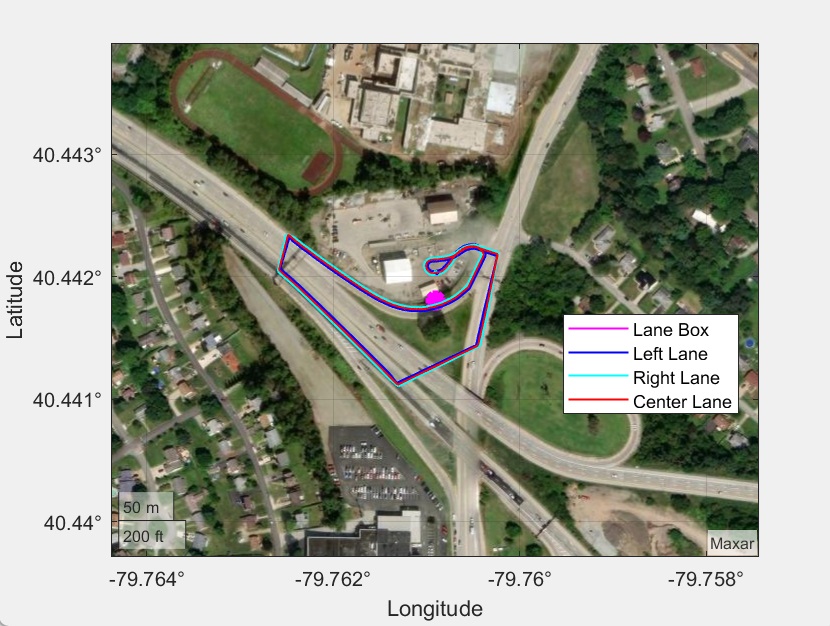 40.443°
40.442°
40.441°
40.44°
Latitude
Lane Box
Left Lane
Right Lane
Center Lane
50 m
200 ft
Maxar
-79.764°
-79.762°
-79.76°
-79.758°
Longitude